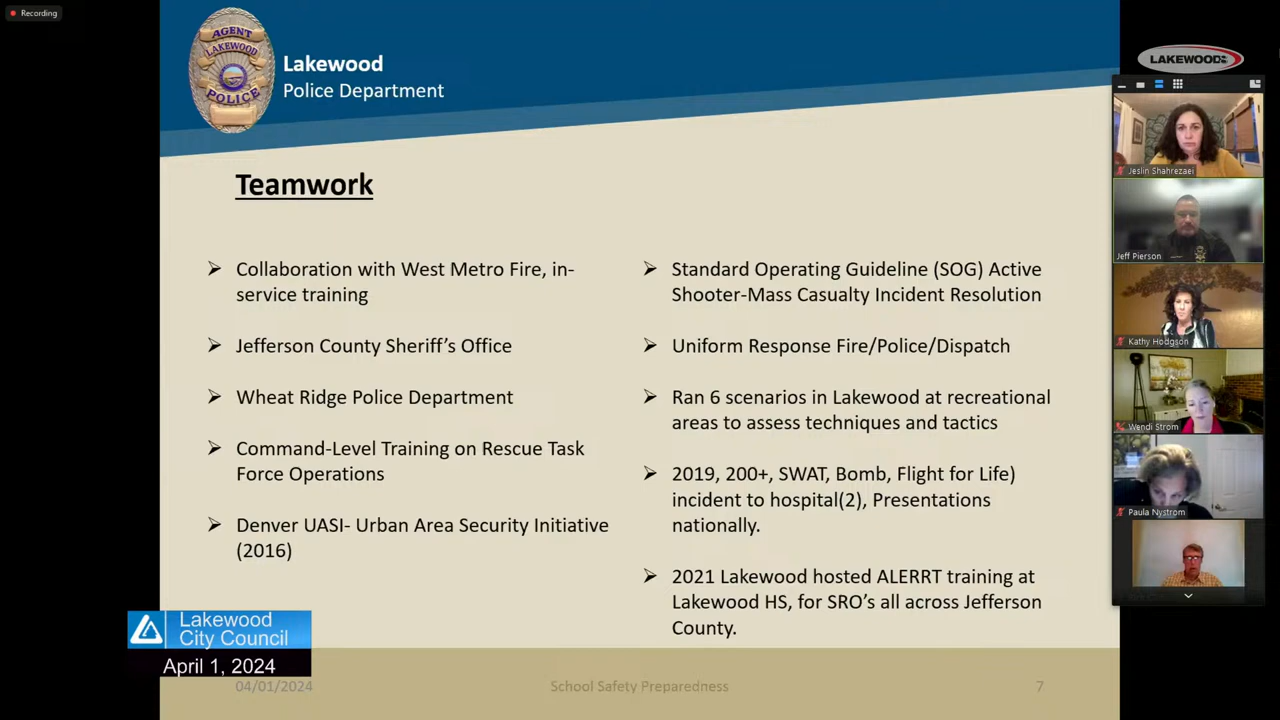 Recording
AGENT
LAKEWOOD
POLICE
Lakewood
Police Department
LAKEWOOD
Teamwork
Collaboration with West Metro Fire, in-
service training
Jefferson County Sheriff's Office
Wheat Ridge Police Department
Command-Level Training on Rescue Task
Force Operations
Denver UASI- Urban Area Security Initiative
(2016)
Standard Operating Guideline (SOG) Active
Shooter-Mass Casualty Incident Resolution
Uniform Response Fire/Police/Dispatch
Ran 6 scenarios in Lakewood at recreational
areas to assess techniques and tactics
2019, 200+, SWAT, Bomb, Flight for Life)
incident to hospital(2), Presentations
nationally.
2021 Lakewood hosted ALERRT training at
Lakewood HS, for SRO's all across Jefferson
County.
Jeslin Shahrezaei
Jeff Pierson
Kathy Hodgson
Wendi Strom
Paula Nystrom
Lakewood
City Council
April 1, 2024
04/01/2024
School Safety Preparedness
7